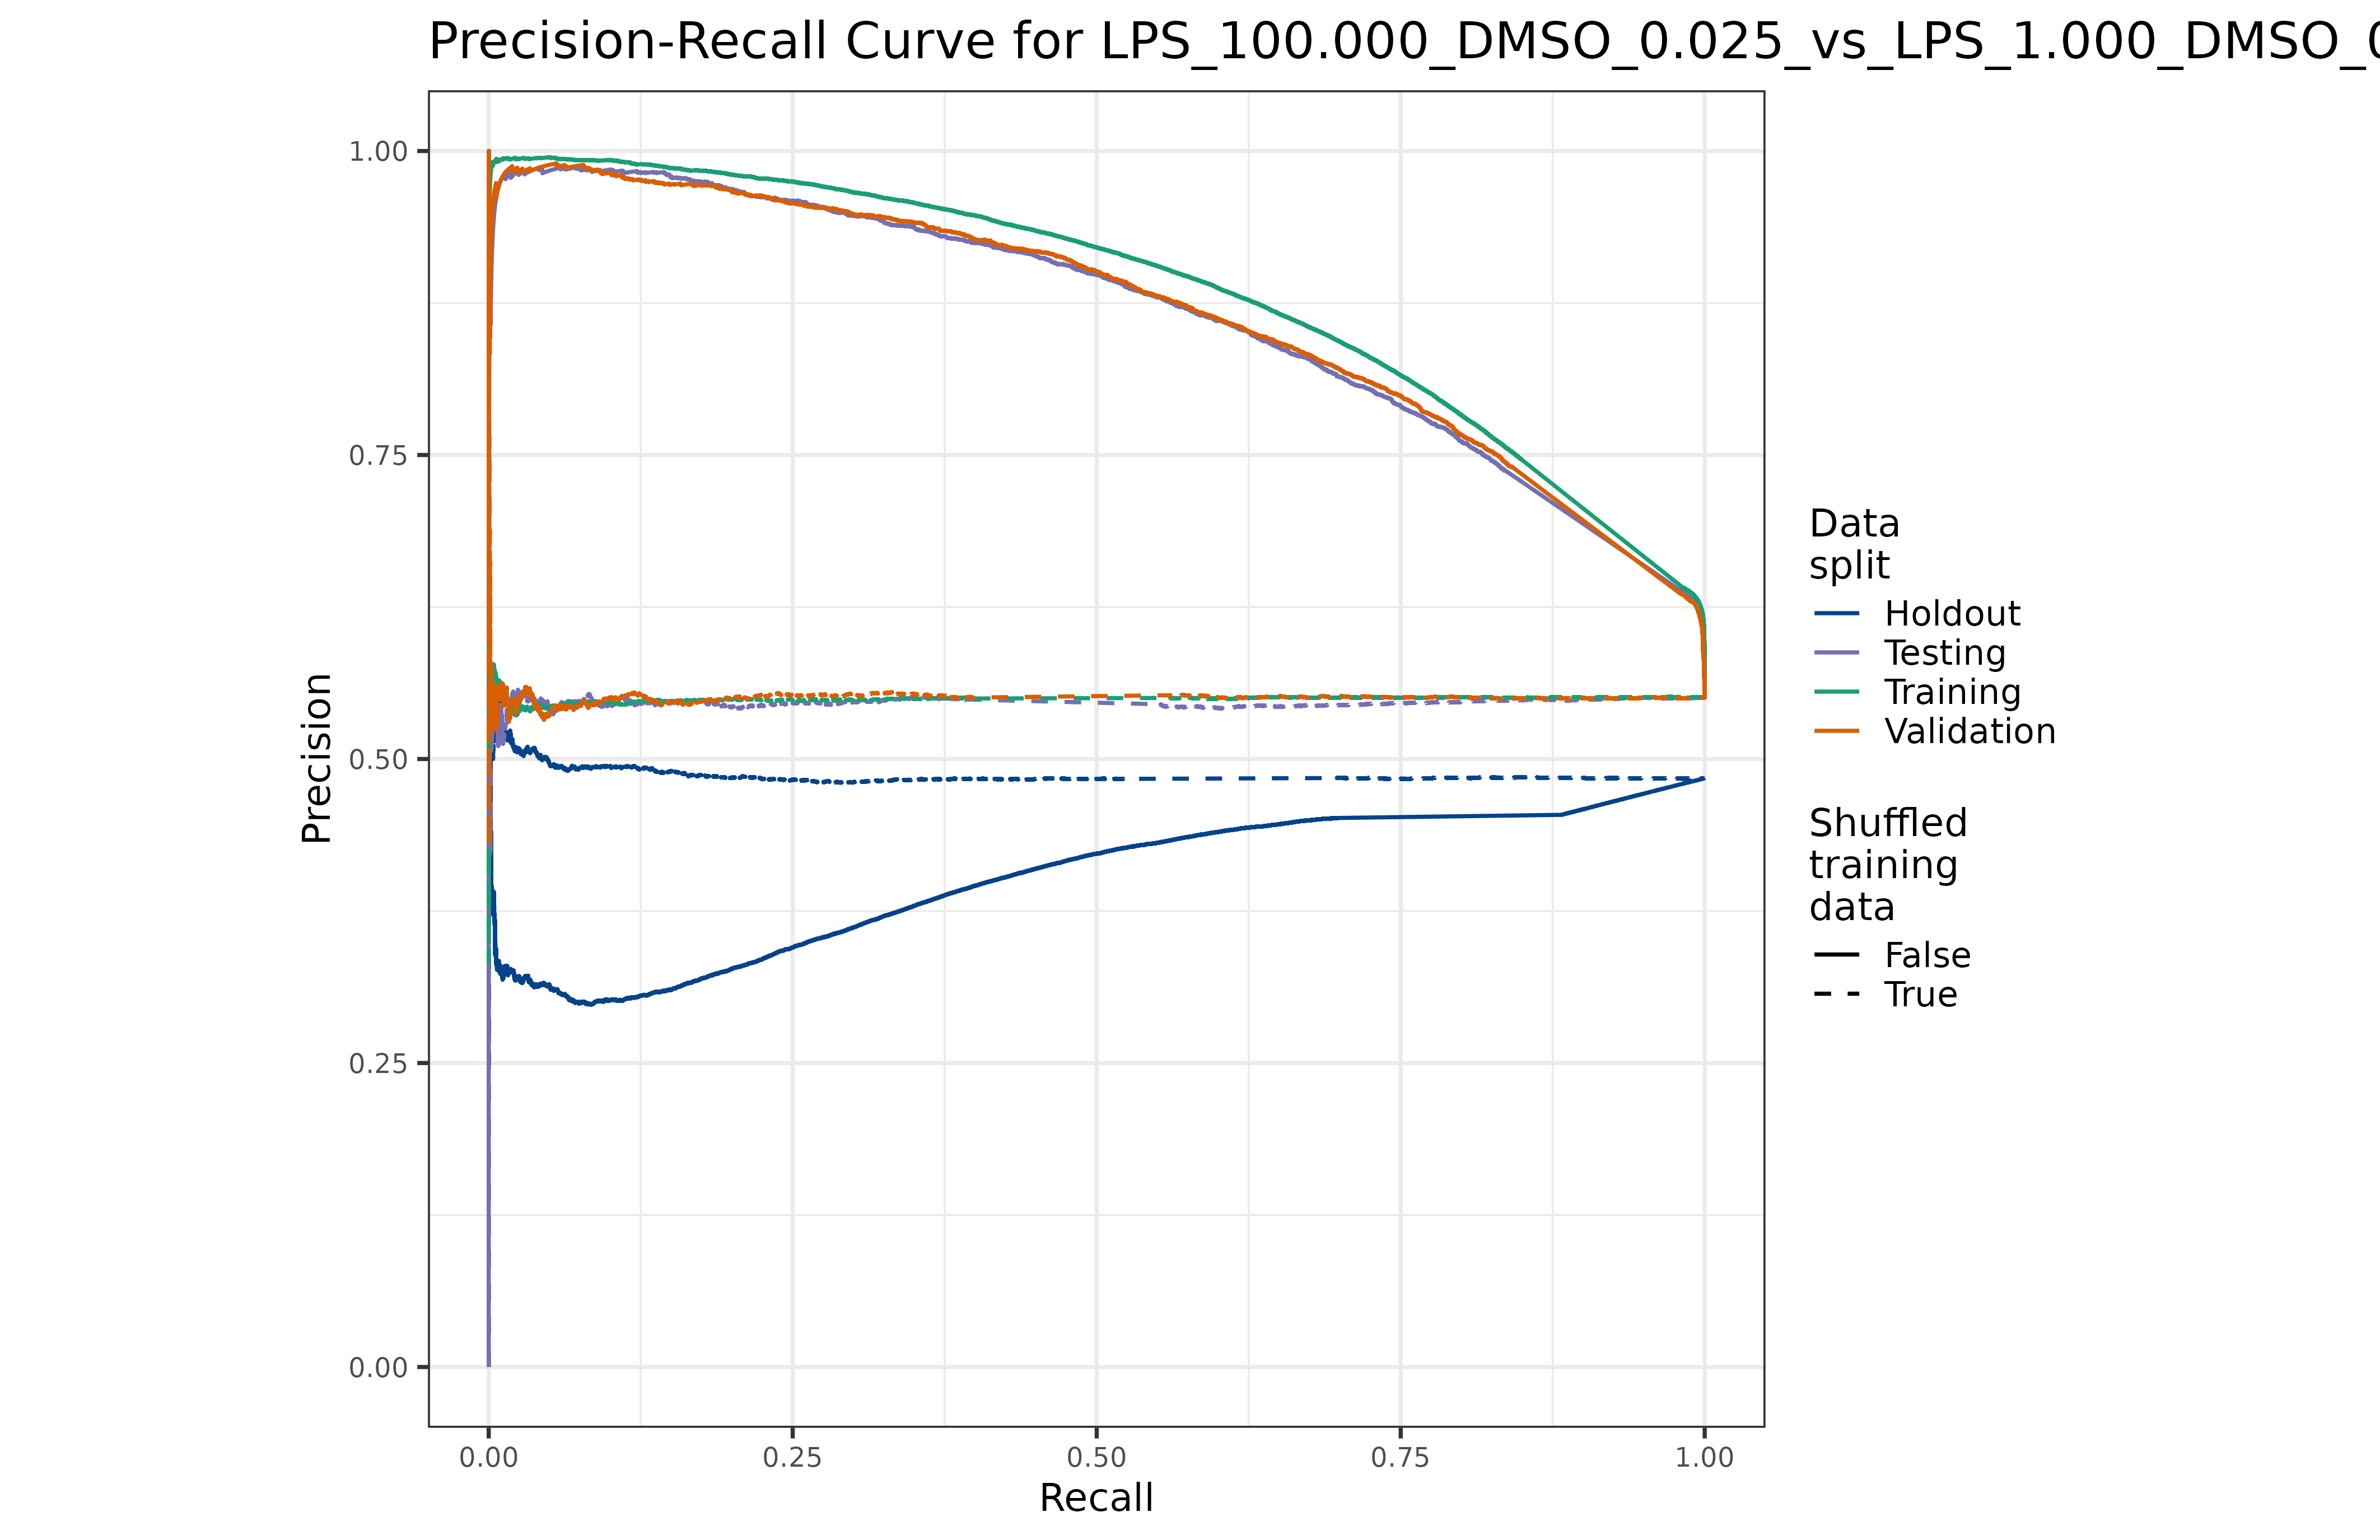 Precision-Recall Curve for LPS_100.000_DMSO_0.025_vs_LPS_1.000_DMSO_
Precision
1.00
0.75
0.50
0.25
0.00
0.00 0.25 0.50 0.75 1.00
Recall
Data
split
Holdout
Testing
Training
Validation
Shuffled
training
data
False
True